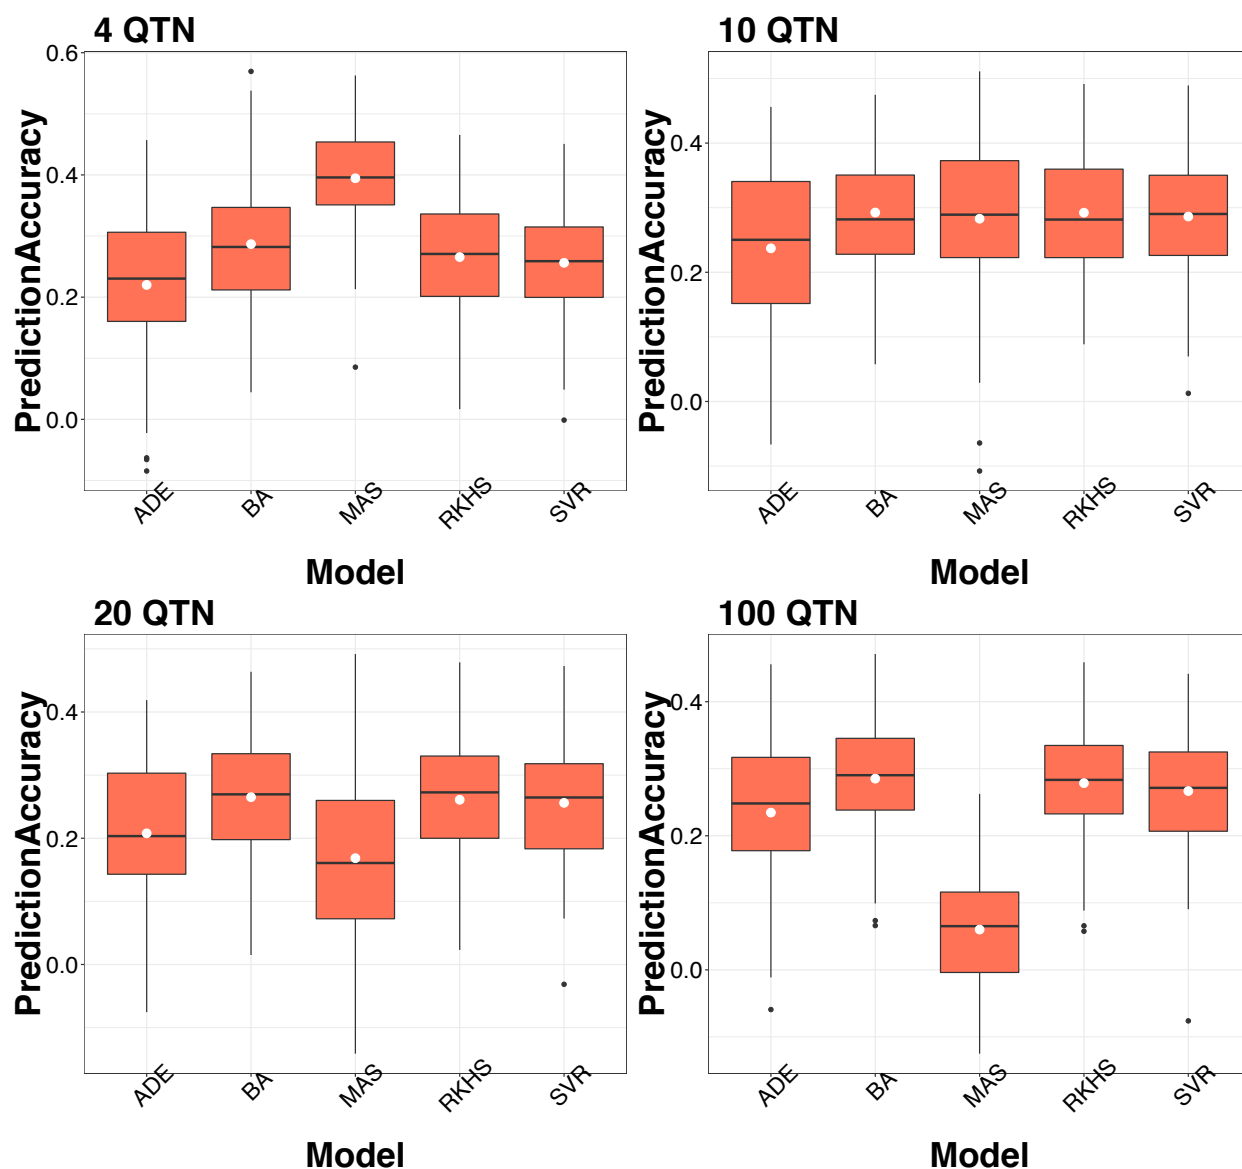 4 QTN
PredictionAccuracy
0.6
0.4
0.2
0.0
ADE
BA
MAS
RKHS
SVR
Model
10 QTN
PredictionAccuracy
0.4
0.2
0.0
ADE
BA
MAS
RKHS
SVR
Model
20 QTN
PredictionAccuracy
0.4
0.2
0.0
ADE
BA
MAS
RKHS
SVR
Model
100 QTN
PredictionAccuracy
0.4
0.2
0.0
ADE
BA
MAS
RKHS
SVR
Model